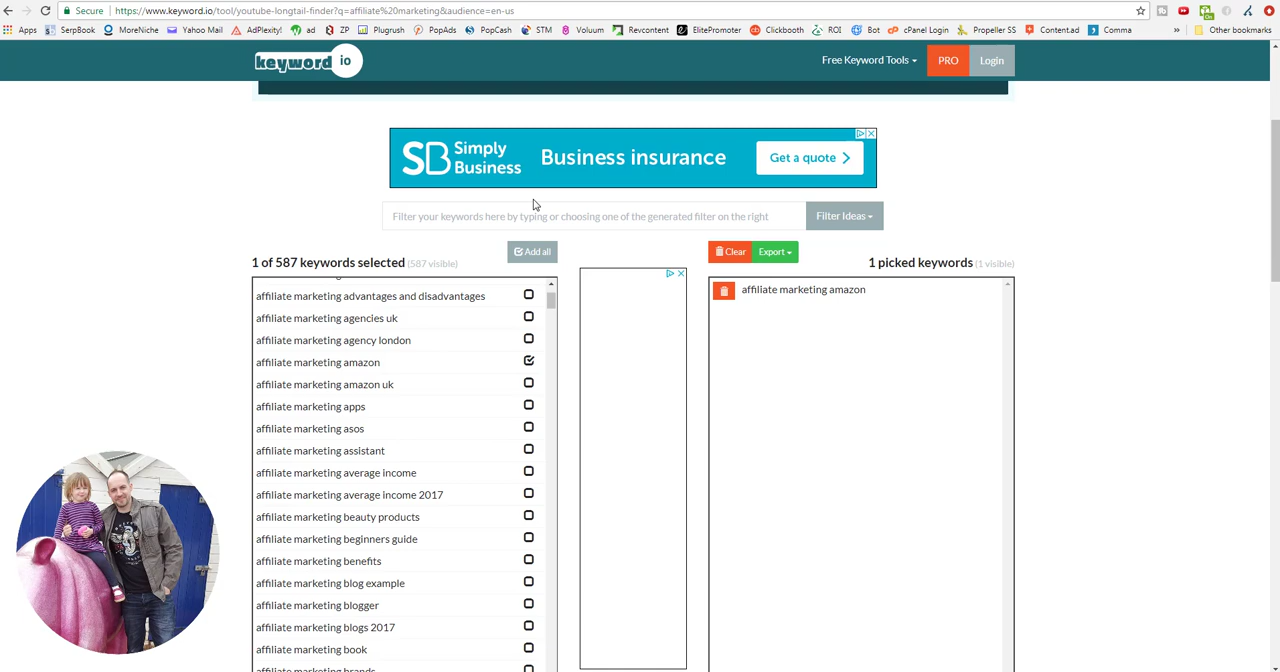 Secure https://www.keyword.io/tool/youtube-longtail-finder?q=affiliate%20marketing&audience=en-us
Apps SerpBook MoreNiche Yahoo Mail AdPlexity! ad ZP Plugrush PopAds PopCash STM Voluum Revcontent ElitePromoter Clickbooth ROI Bot cPanel Login Propeller SS Content.ad Comma » Other bookmarks
keyword io Free Keyword Tools PRO Login
SB Simply Business Business insurance Get a quote >
Filter your keywords here by typing or choosing one of the generated filter on the right Filter Ideas
Add all Clear Export
1 of 587 keywords selected (587 visible) 1 picked keywords (1 visible)
affiliate marketing amazon
affiliate marketing advantages and disadvantages
affiliate marketing agencies uk
affiliate marketing agency london
affiliate marketing amazon
affiliate marketing amazon uk
affiliate marketing apps
affiliate marketing asos
affiliate marketing assistant
affiliate marketing average income
affiliate marketing average income 2017
affiliate marketing beauty products
affiliate marketing beginners guide
affiliate marketing benefits
affiliate marketing blog example
affiliate marketing blogger
affiliate marketing blogs 2017
affiliate marketing book
affiliate marketing brands